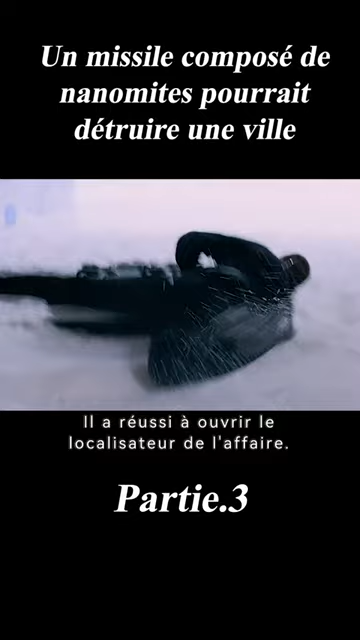 Un missile composé de
nanomites pourrait
détruire une ville
Il a réussi à ouvrir le
localisateur de l'affaire.
Partie.3